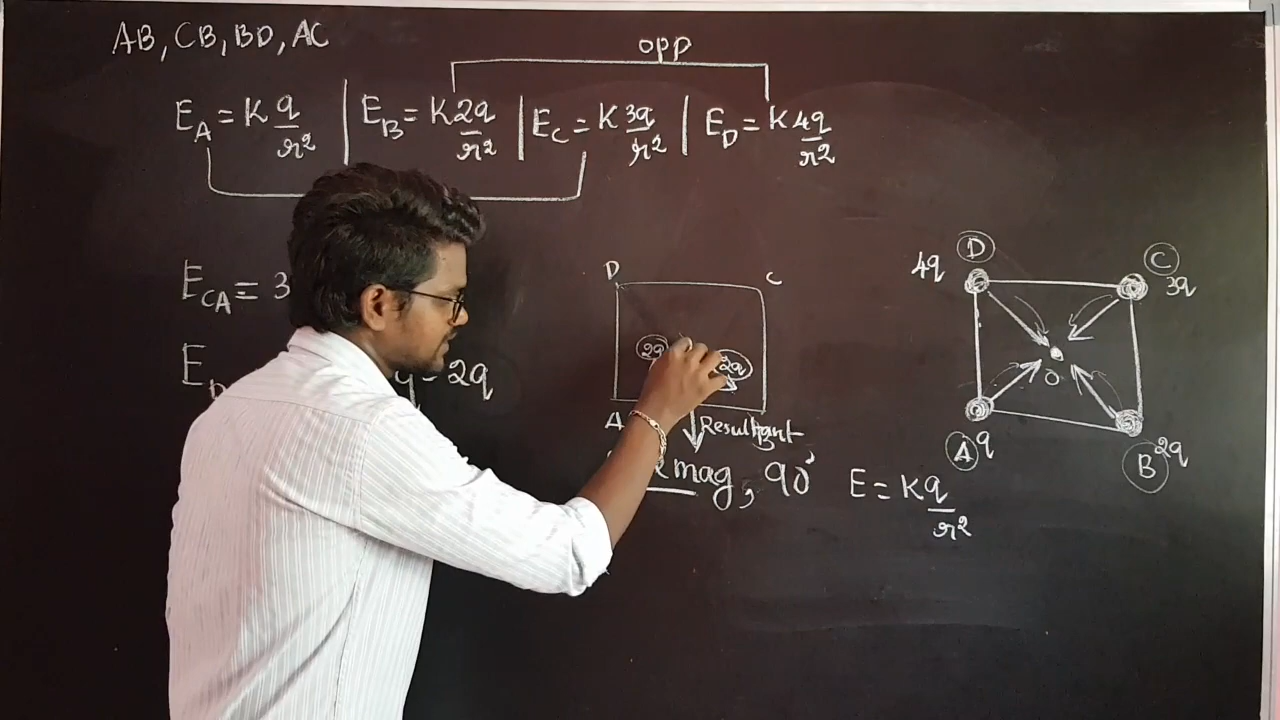 AB, CB, BD, AC
opp
E_A = K q/r² | E_B = K 2q/r² | E_C = K 3q/r² | E_D = K 4q/r²
E_CA = 3
E q - 2q
D C
2q 2q
A
Resultant
mag, 90°
D C
4q 3q
O
A q B 2q
E = K q/r²